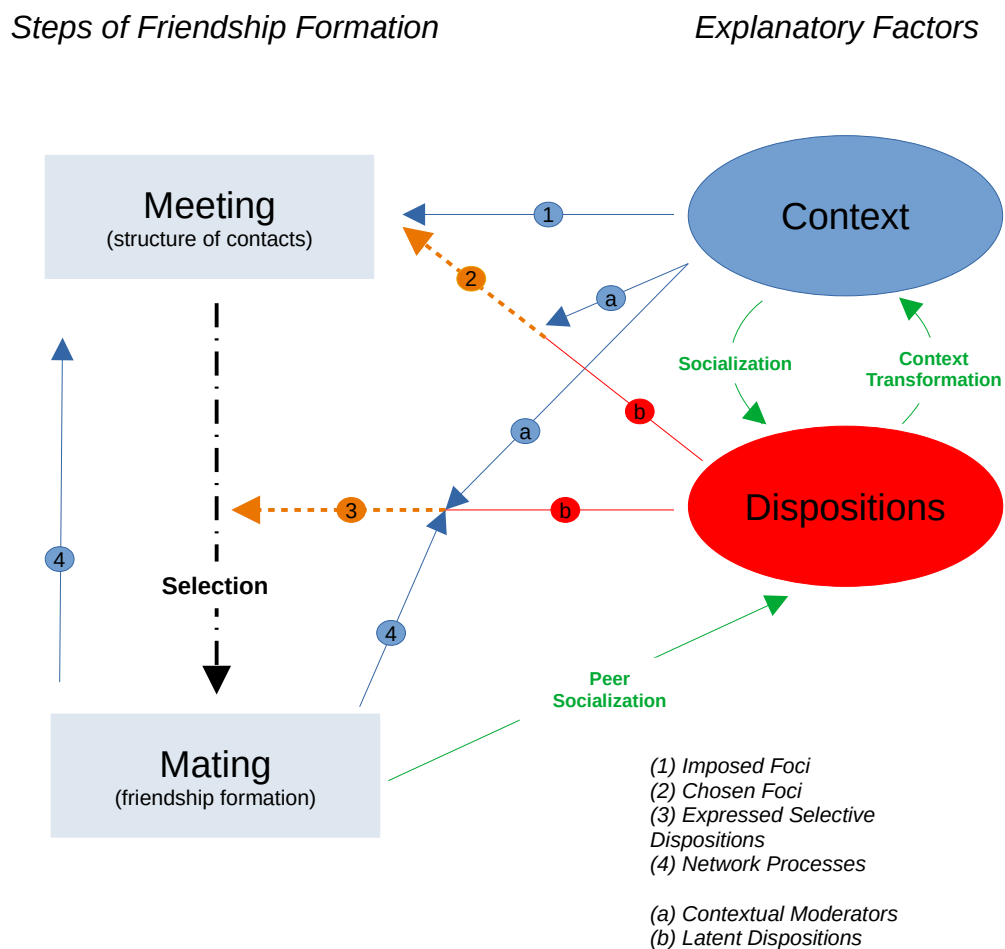 Steps of Friendship Formation
Explanatory Factors
Meeting
(structure of contacts)
Context
1
2
a
Socialization
Context
Transformation
b
a
Dispositions
3
b
4
Selection
4
Peer
Socialization
Mating
(friendship formation)
(1) Imposed Foci
(2) Chosen Foci
(3) Expressed Selective
Dispositions
(4) Network Processes
(a) Contextual Moderators
(b) Latent Dispositions